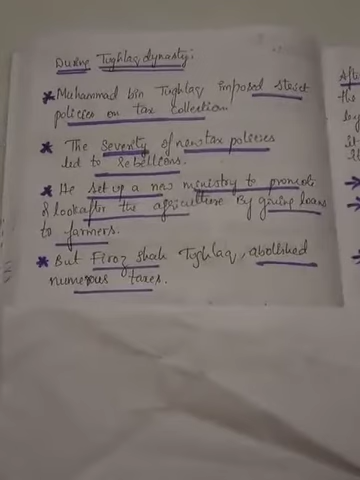 During Tughlaq dynasty:
* Muhammad bin Tughlaq imposed strict
policies on tax collection
* The severity of new tax policies
led to rebellions.
* He set up a new ministry to promote
& look after the agriculture by giving loans
to farmers.
* But Firoz shah Tughlaq, abolished
numerous taxes.
Aft
the